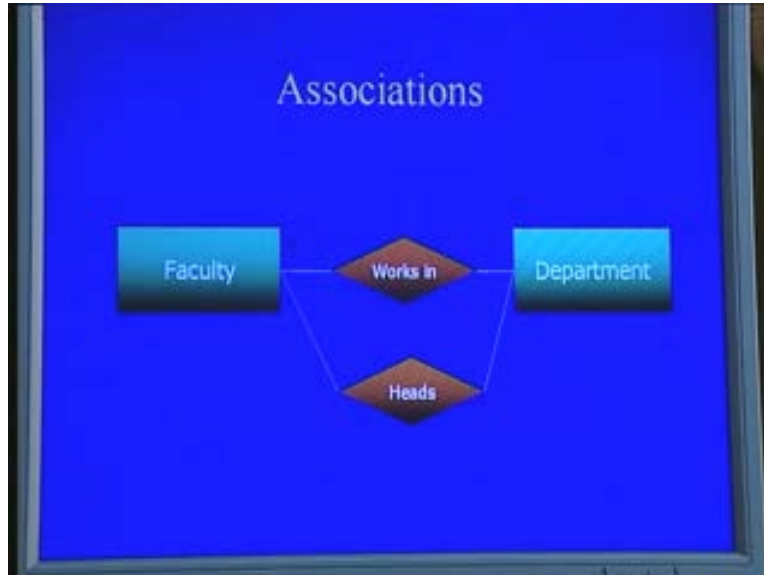 Associations
Faculty
Works in
Department
Heads